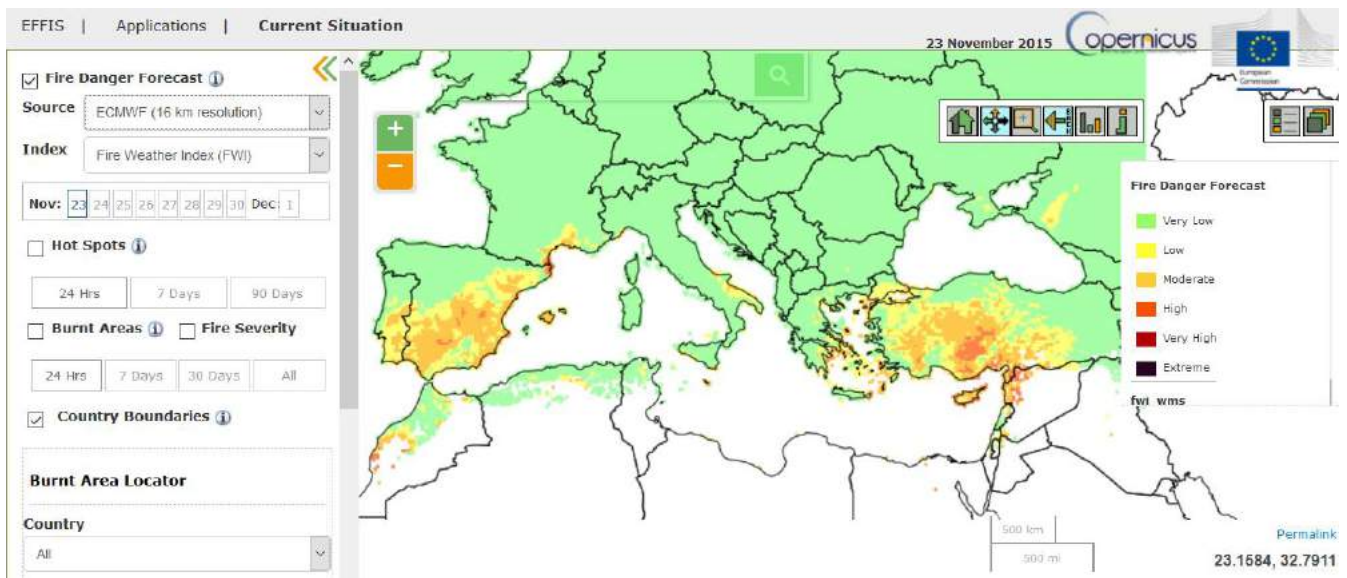 EFFIS | Applications | Current Situation
23 November 2015
opernicus
European
Commission
Fire Danger Forecast
Source ECMWF (16 km resolution)
Index Fire Weather Index (FWI)
Nov: 23 24 25 26 27 28 29 30 Dec: 1
Hot Spots
24 Hrs 7 Days 90 Days
Burnt Areas Fire Severity
24 Hrs 7 Days 30 Days All
Country Boundaries
Burnt Area Locator
Country
All
Fire Danger Forecast
Very Low
Low
Moderate
High
Very High
Extreme
fwi_wms
500 km
500 mi
Permalink
23.1584, 32.7911